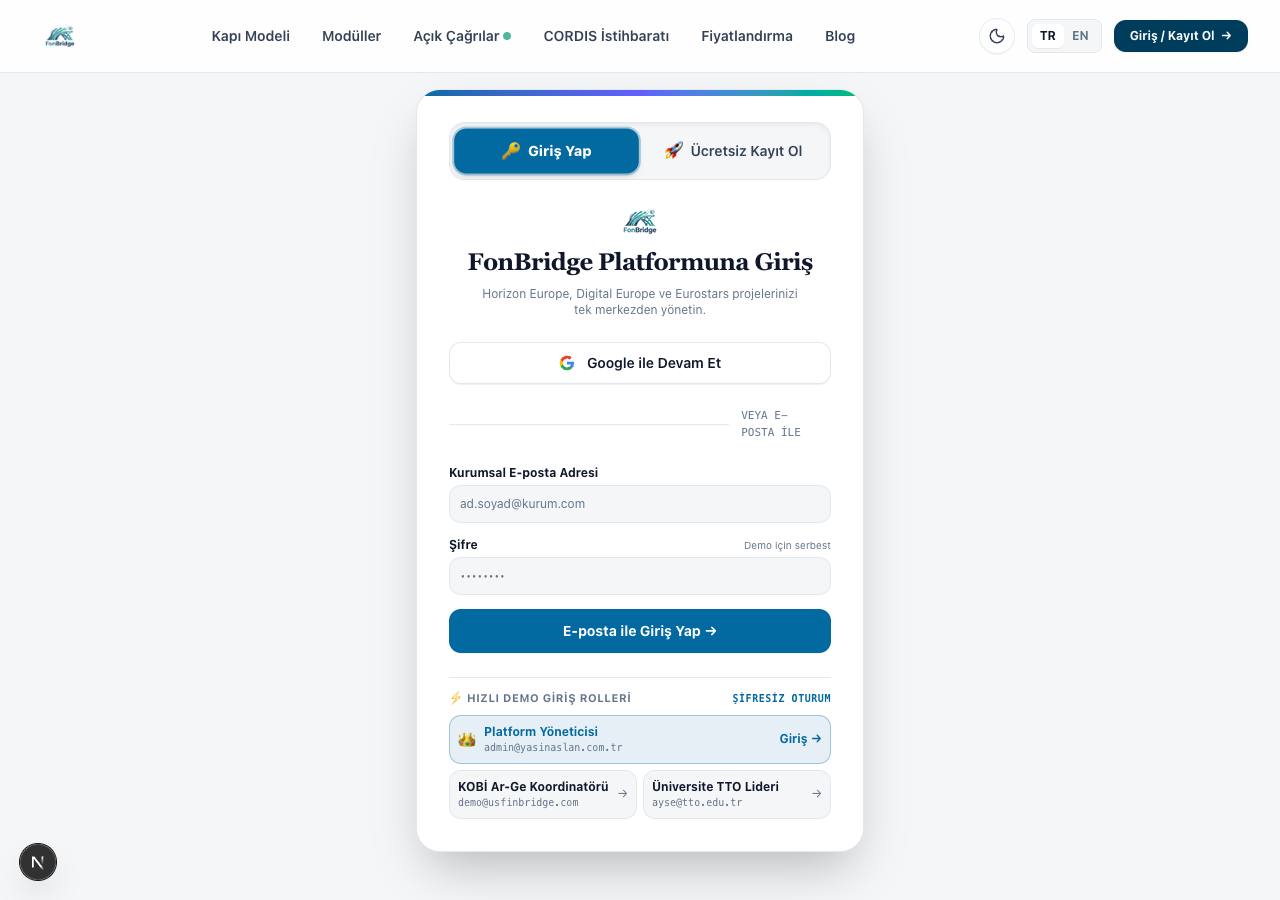 FonBridge
Kapı Modeli
Modüller
Açık Çağrılar
CORDIS İstihbaratı
Fiyatlandırma
Blog
TR
EN
Giriş / Kayıt Ol →
🔑 Giriş Yap
🚀 Ücretsiz Kayıt Ol
FonBridge
FonBridge Platformuna Giriş
Horizon Europe, Digital Europe ve Eurostars projelerinizi
tek merkezden yönetin.
Google ile Devam Et
VEYA E-
POSTA İLE
Kurumsal E-posta Adresi
ad.soyad@kurum.com
Şifre
Demo için serbest
••••••••
E-posta ile Giriş Yap →
⚡ HIZLI DEMO GİRİŞ ROLLERİ
ŞİFRESİZ OTURUM
Platform Yöneticisi
admin@yasinaslan.com.tr
Giriş →
KOBİ Ar-Ge Koordinatörü
demo@usfinbridge.com
→
Üniversite TTO Lideri
ayse@tto.edu.tr
→
N